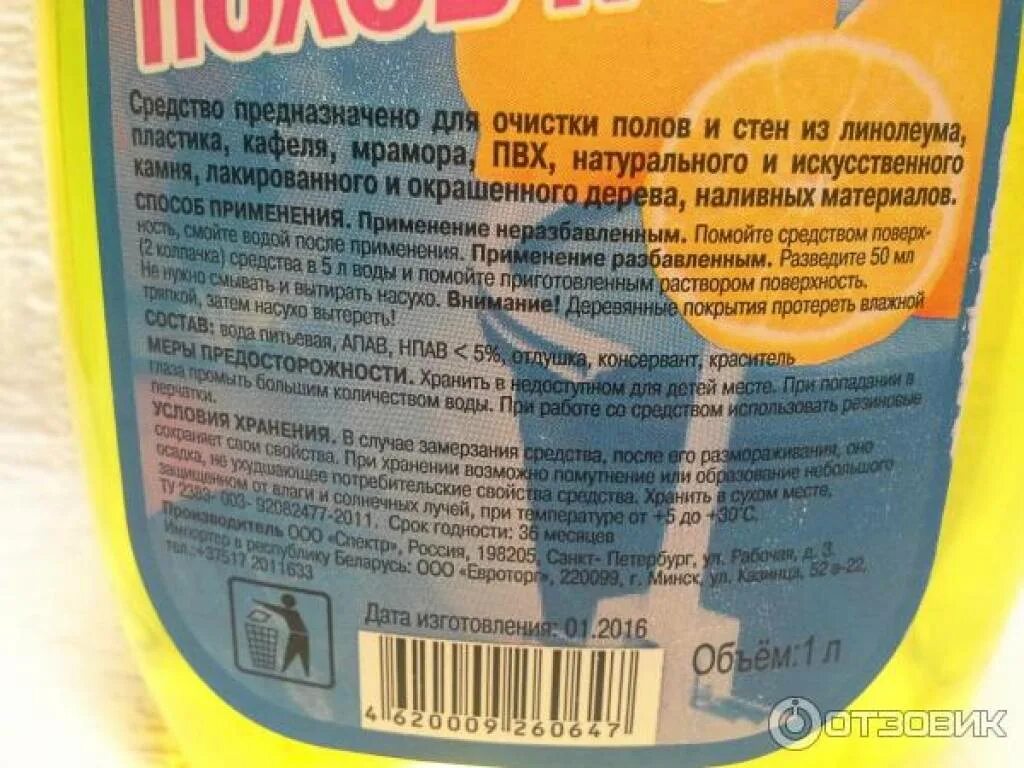 Средство предназначено для очистки полов и стен из линолеума,
пластика, кафеля, мрамора, ПВХ, натурального и искусственного
камня, лакированного и окрашенного дерева, наливных материалов.
СПОСОБ ПРИМЕНЕНИЯ. Применение неразбавленным. Помойте средством поверх-
ность, смойте водой после применения. Применение разбавленным. Разведите 50 мл
(2 колпачка) средства в 5 л воды и помойте приготовленным раствором поверхность.
Не нужно смывать и вытирать насухо. Внимание! Деревянные покрытия протереть влажной
тряпкой, затем насухо вытереть!
СОСТАВ: вода питьевая, АПАВ, НПАВ < 5%, отдушка, консервант, краситель
МЕРЫ ПРЕДОСТОРОЖНОСТИ. Хранить в недоступном для детей месте. При попадании в
глаза промыть большим количеством воды. При работе со средством использовать резиновые
перчатки.
УСЛОВИЯ ХРАНЕНИЯ. В случае замерзания средства, после его размораживания, оно
сохраняет свои свойства. При хранении возможно помутнение или образование небольшого
осадка, не ухудшающее потребительские свойства средства. Хранить в сухом месте,
защищенном от влаги и солнечных лучей, при температуре от +5 до +30°С.
ТУ 2383- 003- 92082477-2011. Срок годности: 36 месяцев
Производитель ООО «Спектр», Россия, 198205, Санкт- Петербург, ул. Рабочая, д. 3.
Импортер в республику Беларусь: ООО «Евроторг», 220099, г. Минск, ул. Казинца, 52 а-22,
тел.:+37517 2011633
Дата изготовления: 01.2016
Объём:1 л
4 620009 260647
ОТЗОВИК